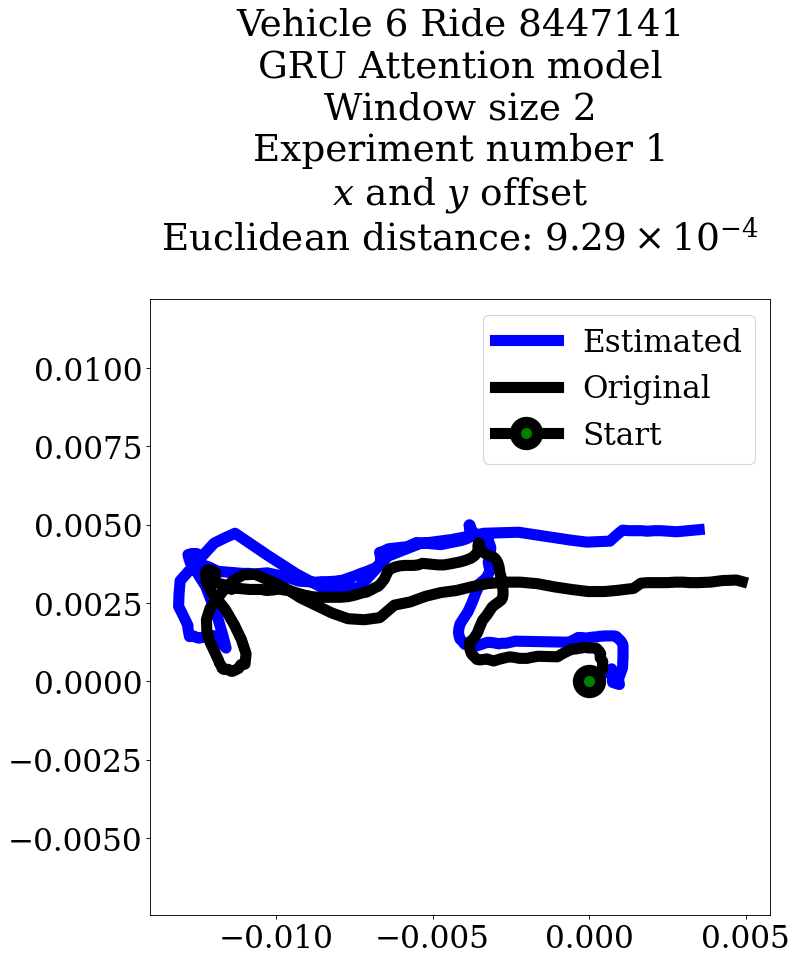 Vehicle 6 Ride 8447141
GRU Attention model
Window size 2
Experiment number 1
x and y offset
Euclidean distance: 9.29 × 10⁻⁴
Estimated
Original
Start
0.0100
0.0075
0.0050
0.0025
0.0000
−0.0025
−0.0050
−0.010
−0.005
0.000
0.005